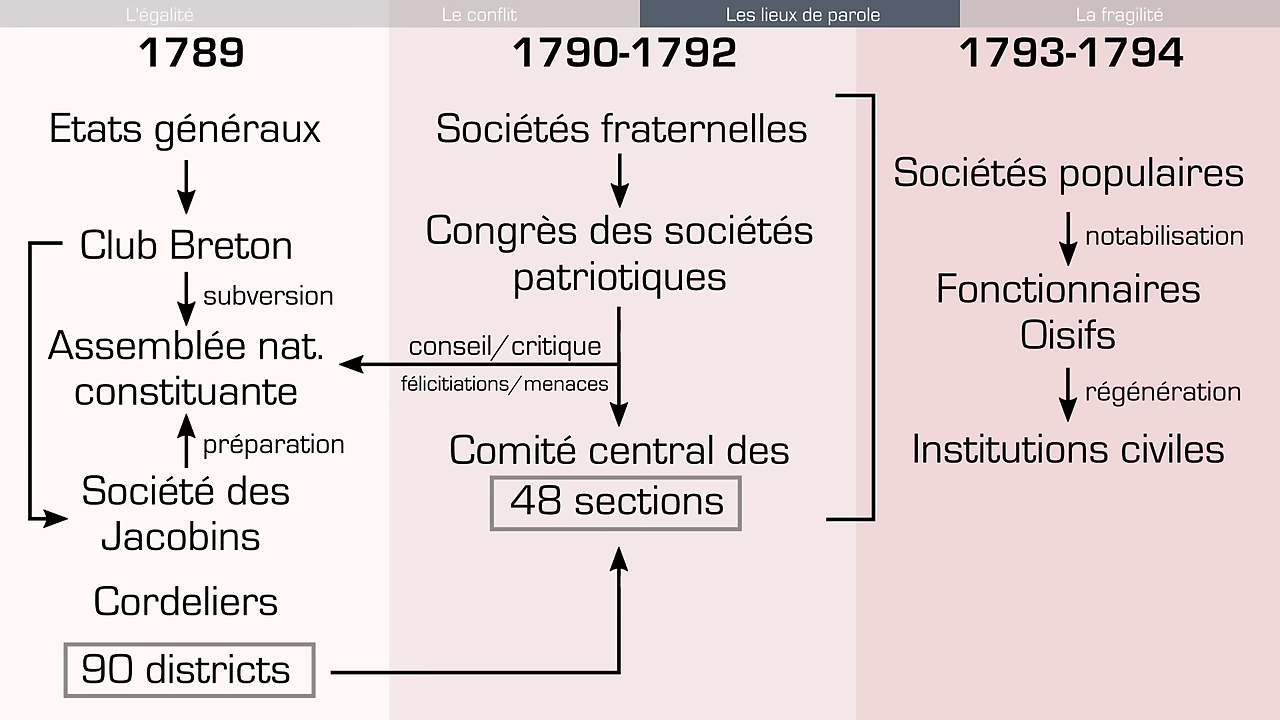 L'égalité
Le conflit
Les lieux de parole
La fragilité
1789
Etats généraux
Club Breton
subversion
Assemblée nat.
constituante
préparation
Société des
Jacobins
Cordeliers
90 districts
1790-1792
Sociétés fraternelles
Congrès des sociétés
patriotiques
conseil/critique
félicitiations/menaces
Comité central des
48 sections
1793-1794
Sociétés populaires
notabilisation
Fonctionnaires
Oisifs
régénération
Institutions civiles